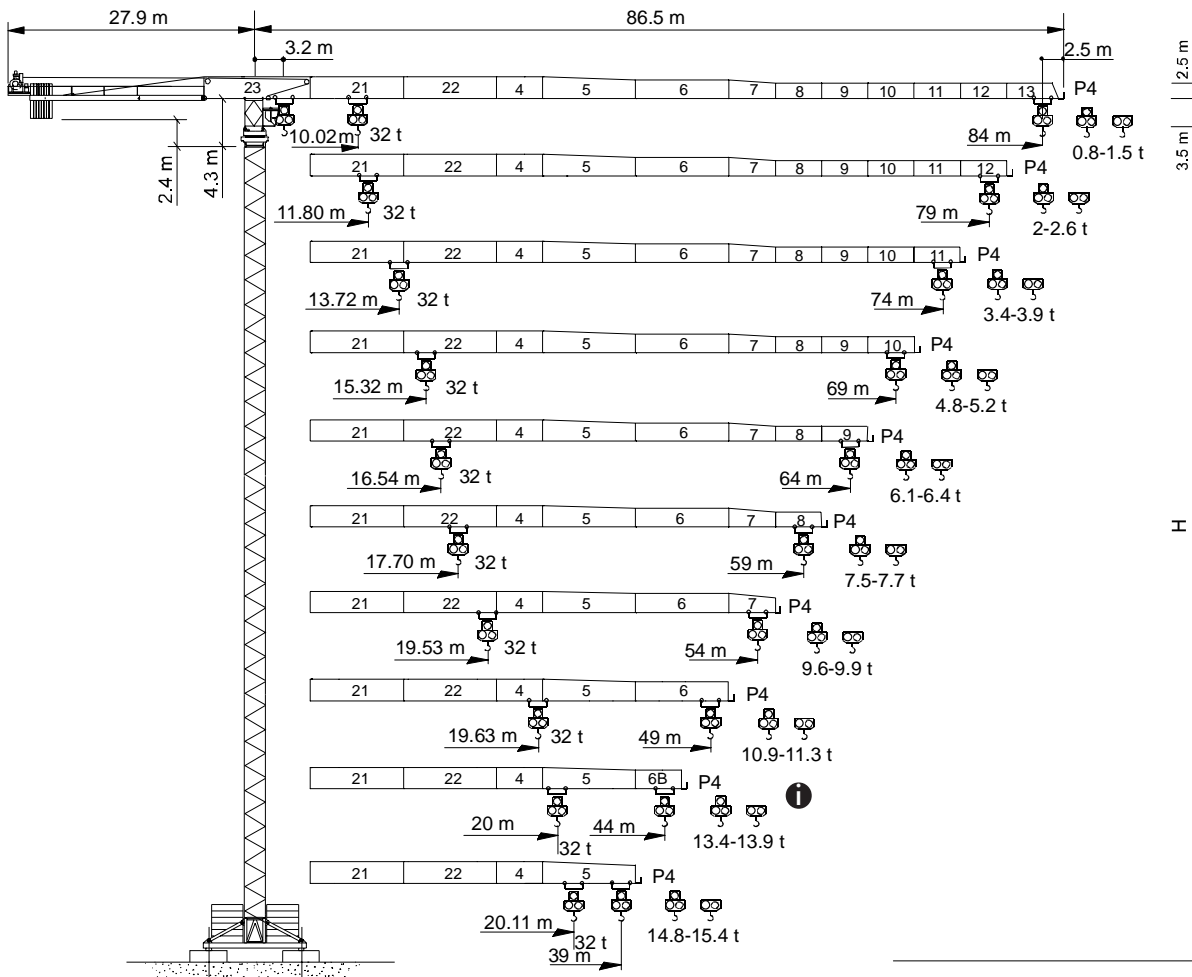 27.9 m 86.5 m
3.2 m 2.5 m
2.5 m
23 21 22 4 5 6 7 8 9 10 11 12 13 P4
10.02 m 32 t 84 m 0.8-1.5 t
2.4 m 4.3 m 3.5 m
21 22 4 5 6 7 8 9 10 11 12 P4
11.80 m 32 t 79 m 2-2.6 t
21 22 4 5 6 7 8 9 10 11 P4
13.72 m 32 t 74 m 3.4-3.9 t
21 22 4 5 6 7 8 9 10 P4
15.32 m 32 t 69 m 4.8-5.2 t
21 22 4 5 6 7 8 9 P4
16.54 m 32 t 64 m 6.1-6.4 t
H
21 22 4 5 6 7 8 P4
17.70 m 32 t 59 m 7.5-7.7 t
21 22 4 5 6 7 P4
19.53 m 32 t 54 m 9.6-9.9 t
21 22 4 5 6 P4
19.63 m 32 t 49 m 10.9-11.3 t
21 22 4 5 6B P4 i
20 m 44 m 13.4-13.9 t
32 t
21 22 4 5 P4
20.11 m 14.8-15.4 t
32 t
39 m